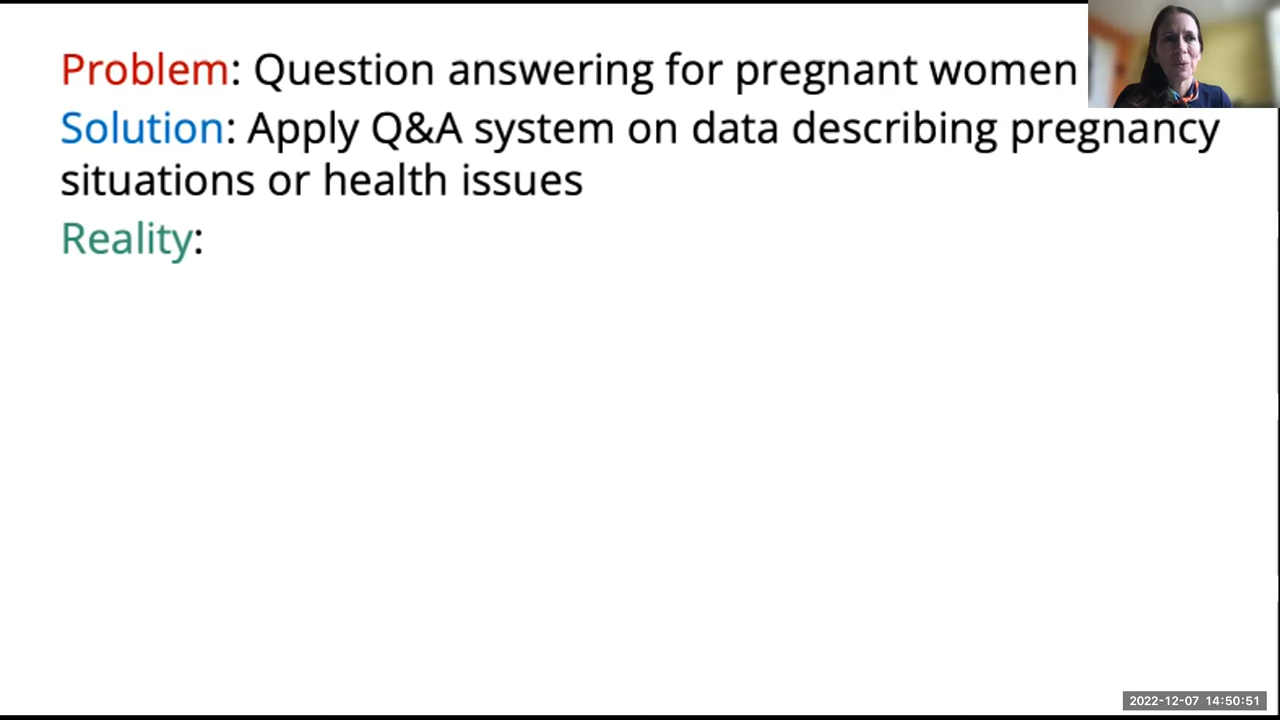 Problem: Question answering for pregnant women
Solution: Apply Q&A system on data describing pregnancy
situations or health issues
Reality:
2022-12-07 14:50:51